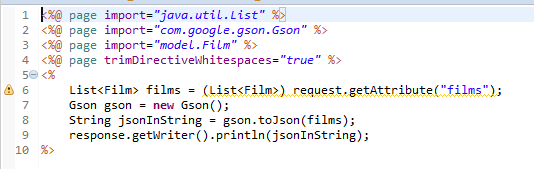 1 <%@ page import="java.util.List" %>
2 <%@ page import="com.google.gson.Gson" %>
3 <%@ page import="model.Film" %>
4 <%@ page trimDirectiveWhitespaces="true" %>
5 <%
6 List<Film> films = (List<Film>) request.getAttribute("films");
7 Gson gson = new Gson();
8 String jsonInString = gson.toJson(films);
9 response.getWriter().println(jsonInString);
10 %>